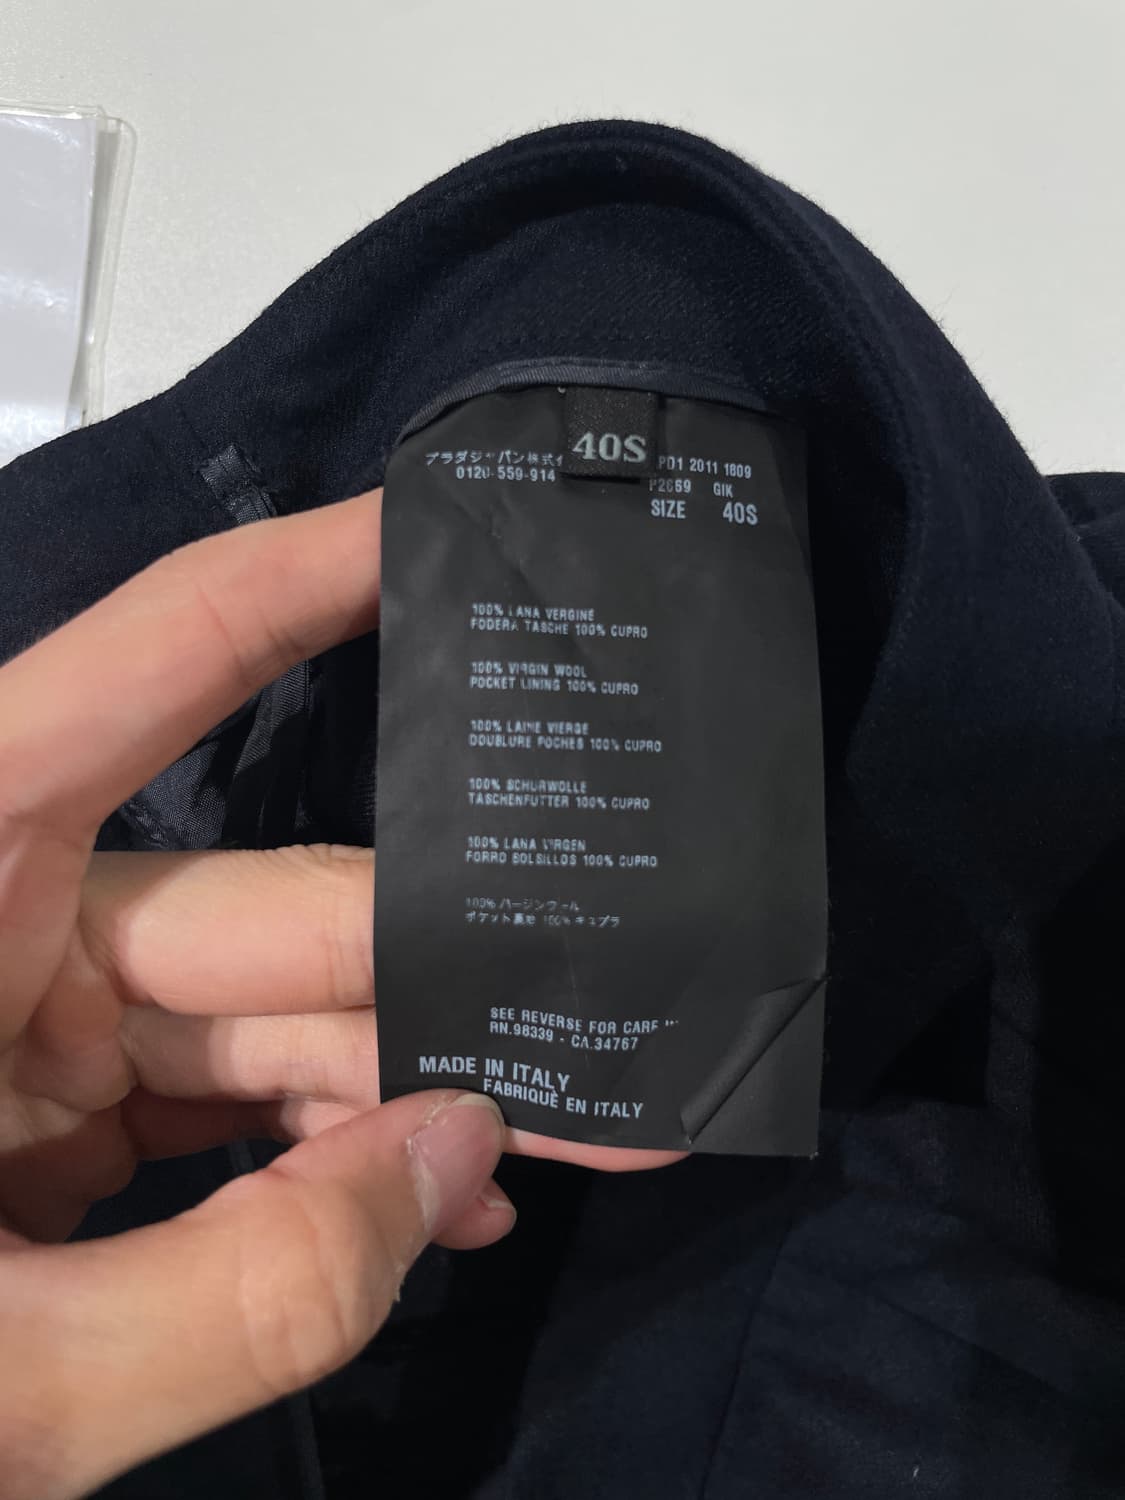 40S
プラダジャパン株式
0120-559-914
PD1 2011 1809
P2669 GIK
SIZE 40S
100% LANA VERGINE
FODERA TASCHE 100% CUPRO
100% VIRGIN WOOL
POCKET LINING 100% CUPRO
100% LAINE VIERGE
DOUBLURE POCHES 100% CUPRO
100% SCHURWOLLE
TASCHENFUTTER 100% CUPRO
100% LANA VIRGEN
FORRO BOLSILLOS 100% CUPRO
100% バージンウール
ポケット裏地 100% キュプラ
SEE REVERSE FOR CARE
RN.98339 - CA.34767
MADE IN ITALY
FABRIQUÈ EN ITALY